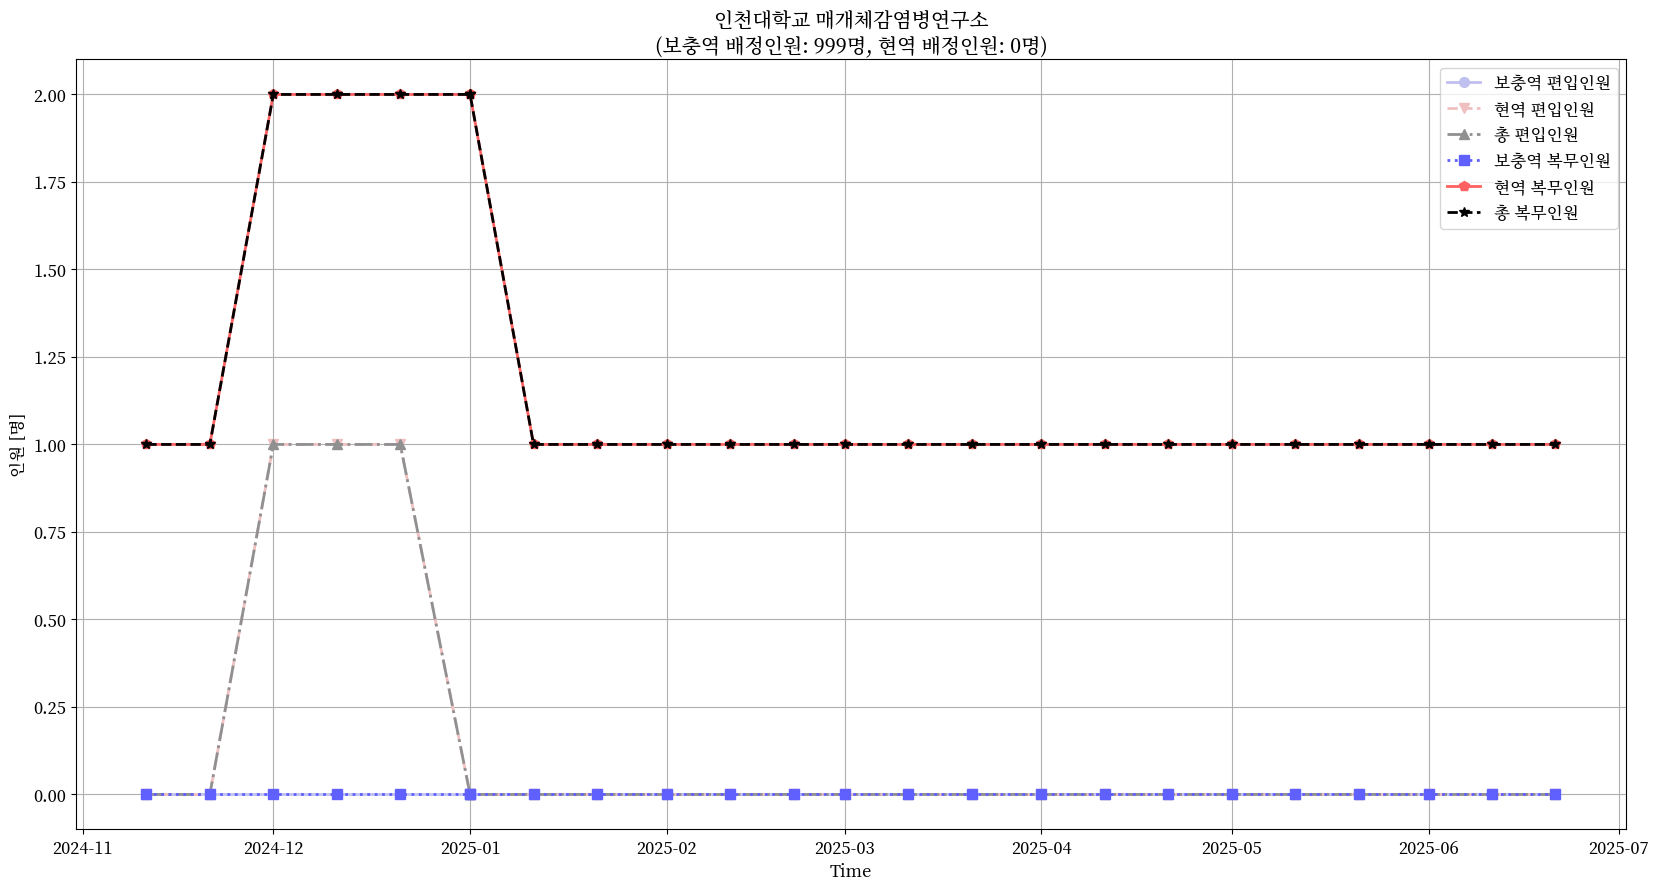 인천대학교 매개체감염병연구소
(보충역 배정인원: 999명, 현역 배정인원: 0명)
보충역 편입인원
현역 편입인원
총 편입인원
보충역 복무인원
현역 복무인원
총 복무인원
인원 [명]
2.00
1.75
1.50
1.25
1.00
0.75
0.50
0.25
0.00
2024-11
2024-12
2025-01
2025-02
2025-03
2025-04
2025-05
2025-06
2025-07
Time